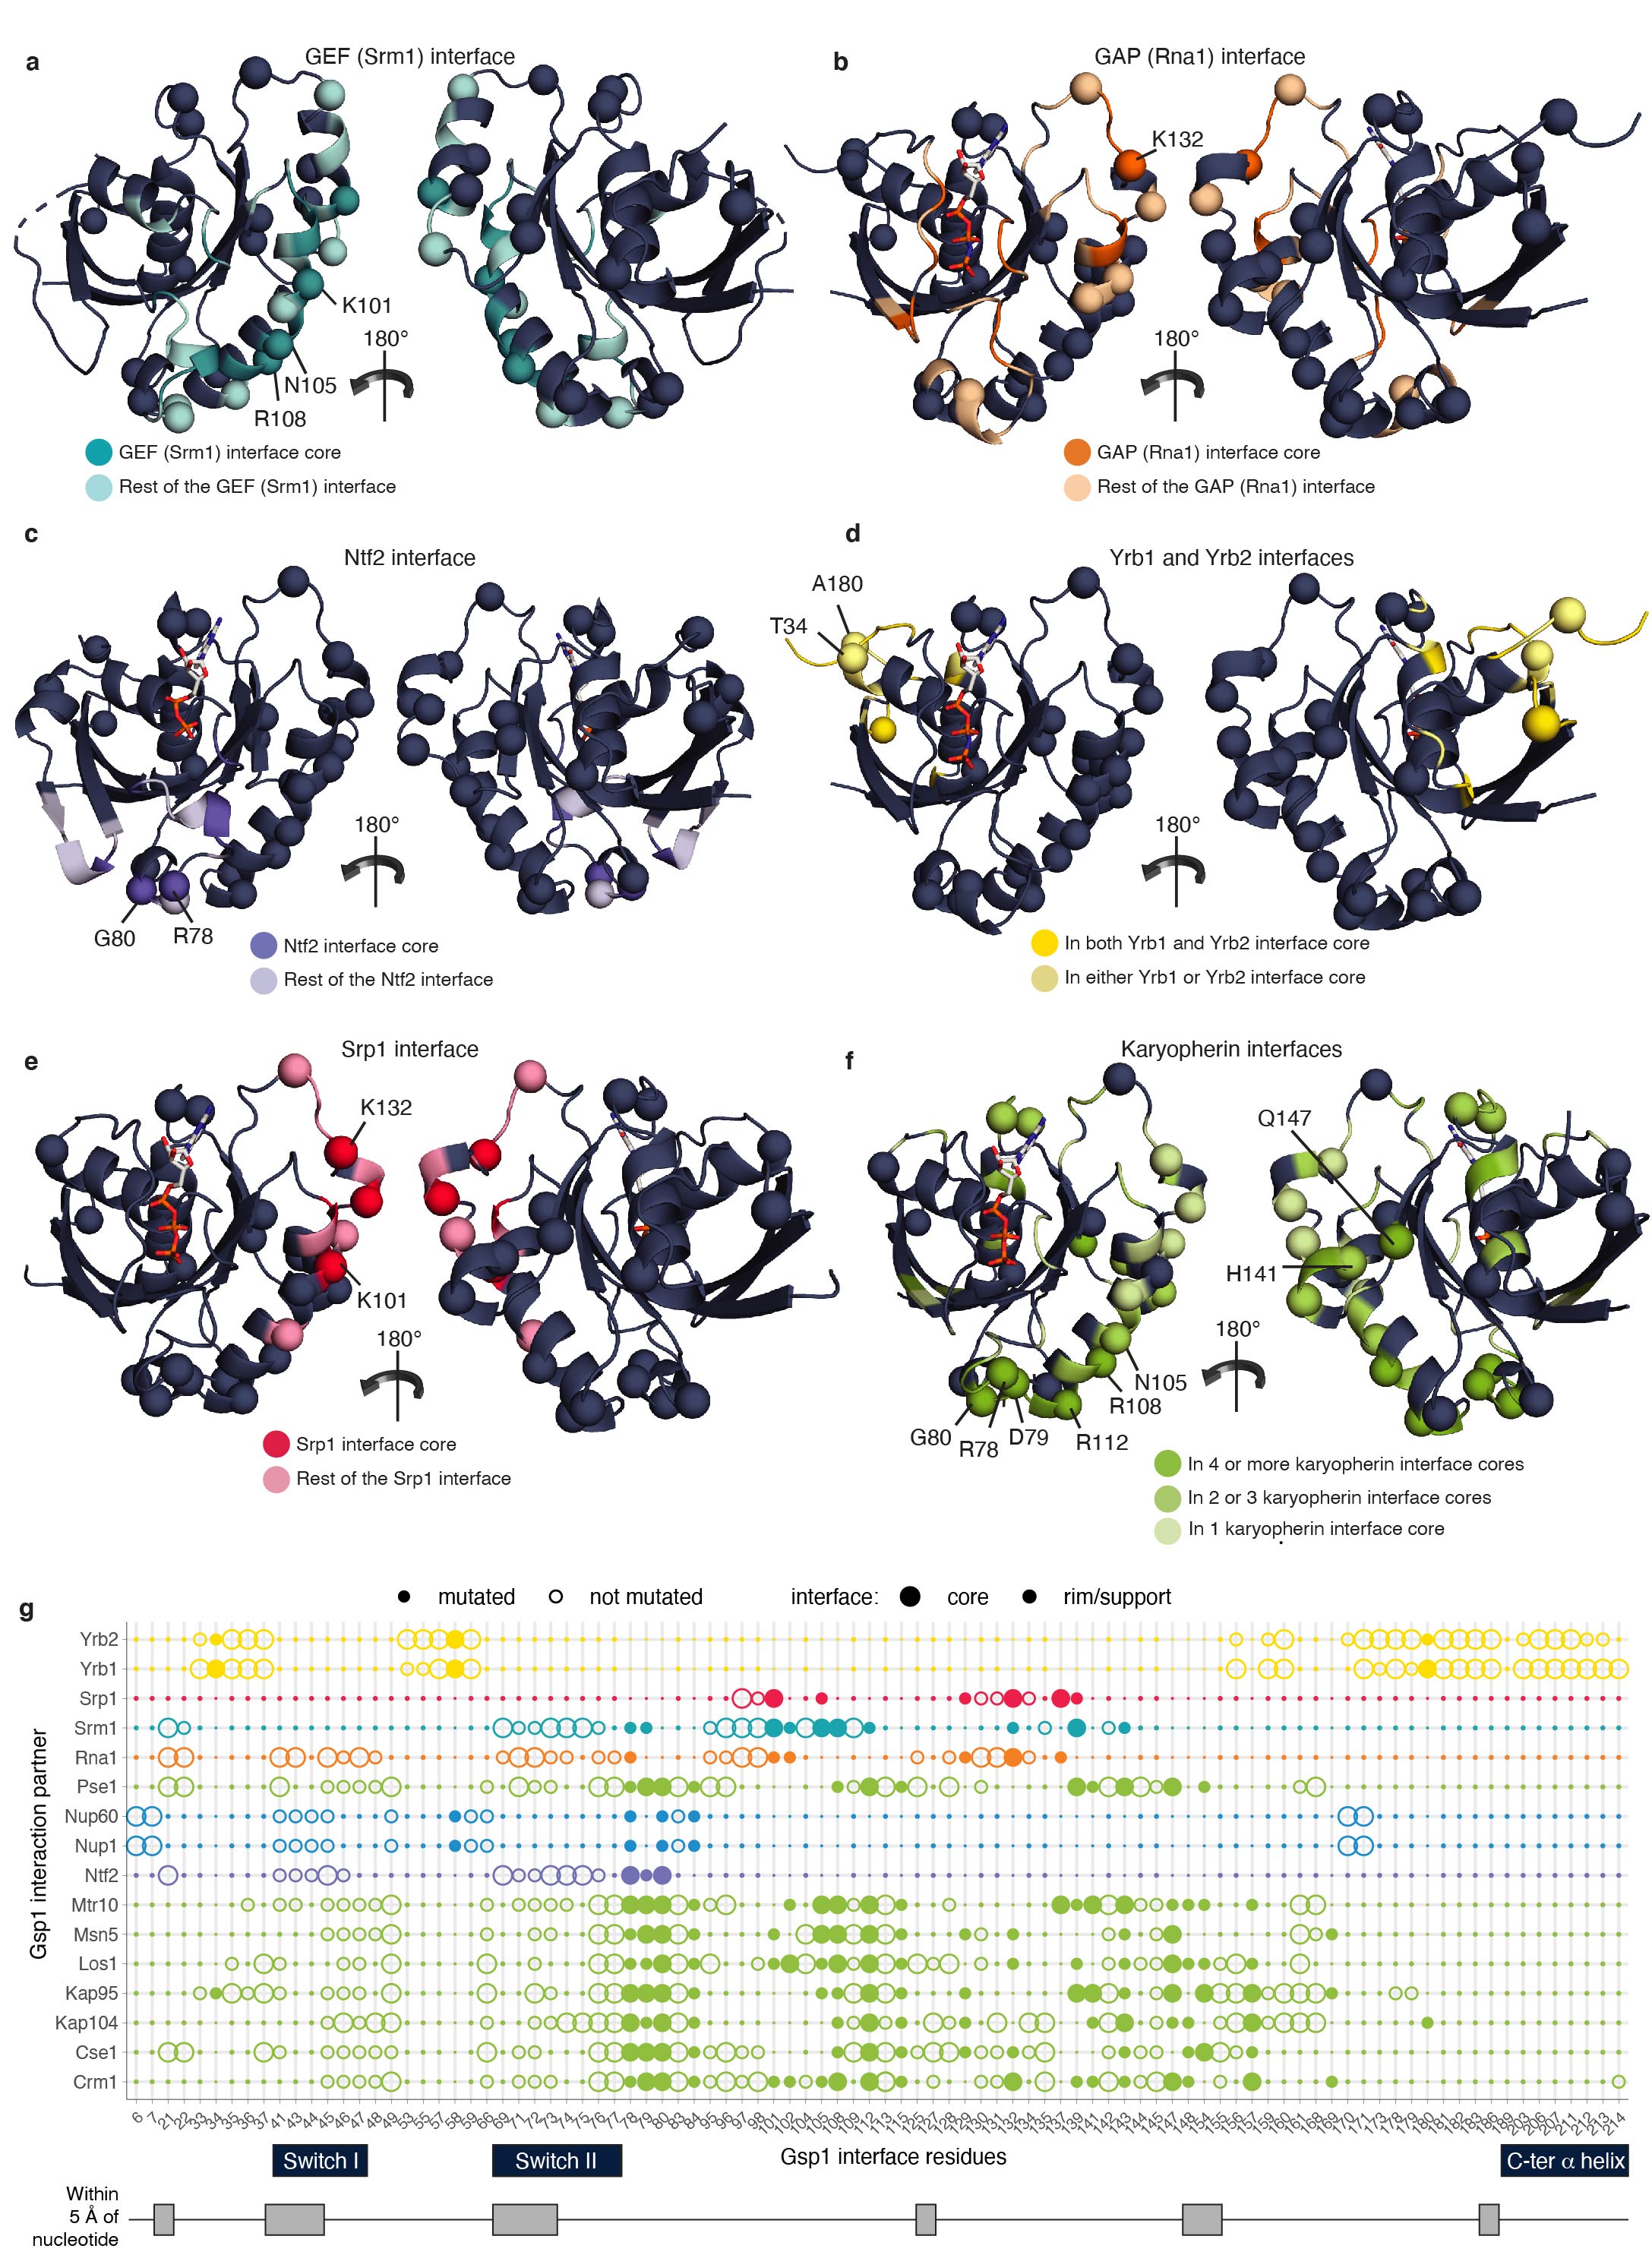 a
GEF (Srm1) interface
K101
180°
N105
R108
GEF (Srm1) interface core
Rest of the GEF (Srm1) interface
b
GAP (Rna1) interface
K132
180°
GAP (Rna1) interface core
Rest of the GAP (Rna1) interface
c
Ntf2 interface
180°
G80
R78
Ntf2 interface core
Rest of the Ntf2 interface
d
Yrb1 and Yrb2 interfaces
A180
T34
180°
In both Yrb1 and Yrb2 interface core
In either Yrb1 or Yrb2 interface core
e
Srp1 interface
K132
K101
180°
Srp1 interface core
Rest of the Srp1 interface
f
Karyopherin interfaces
Q147
H141
180°
N105
R108
G80
R78
D79
R112
In 4 or more karyopherin interface cores
In 2 or 3 karyopherin interface cores
In 1 karyopherin interface core
g
mutated
not mutated
interface:
core
rim/support
Gsp1 interaction partner
Yrb2
Yrb1
Srp1
Srm1
Rna1
Pse1
Nup60
Nup1
Ntf2
Mtr10
Msn5
Los1
Kap95
Kap104
Cse1
Crm1
6 7 21 22 33 34 35 36 37 41 43 44 45 46 47 48 49 53 55 57 58 59 66 69 71 72 73 74 75 76 77 78 79 80 83 84 95 96 97 98 101 102 104 105 108 109 112 113 115 125 127 128 129 130 131 132 134 135 137 139 141 142 143 144 145 147 148 154 155 156 157 159 160 161 168 169 170 171 173 178 179 180 181 182 183 186 189 203 206 207 211 212 213 214
Switch I
Switch II
Gsp1 interface residues
C-ter α helix
Within
5 Å of
nucleotide